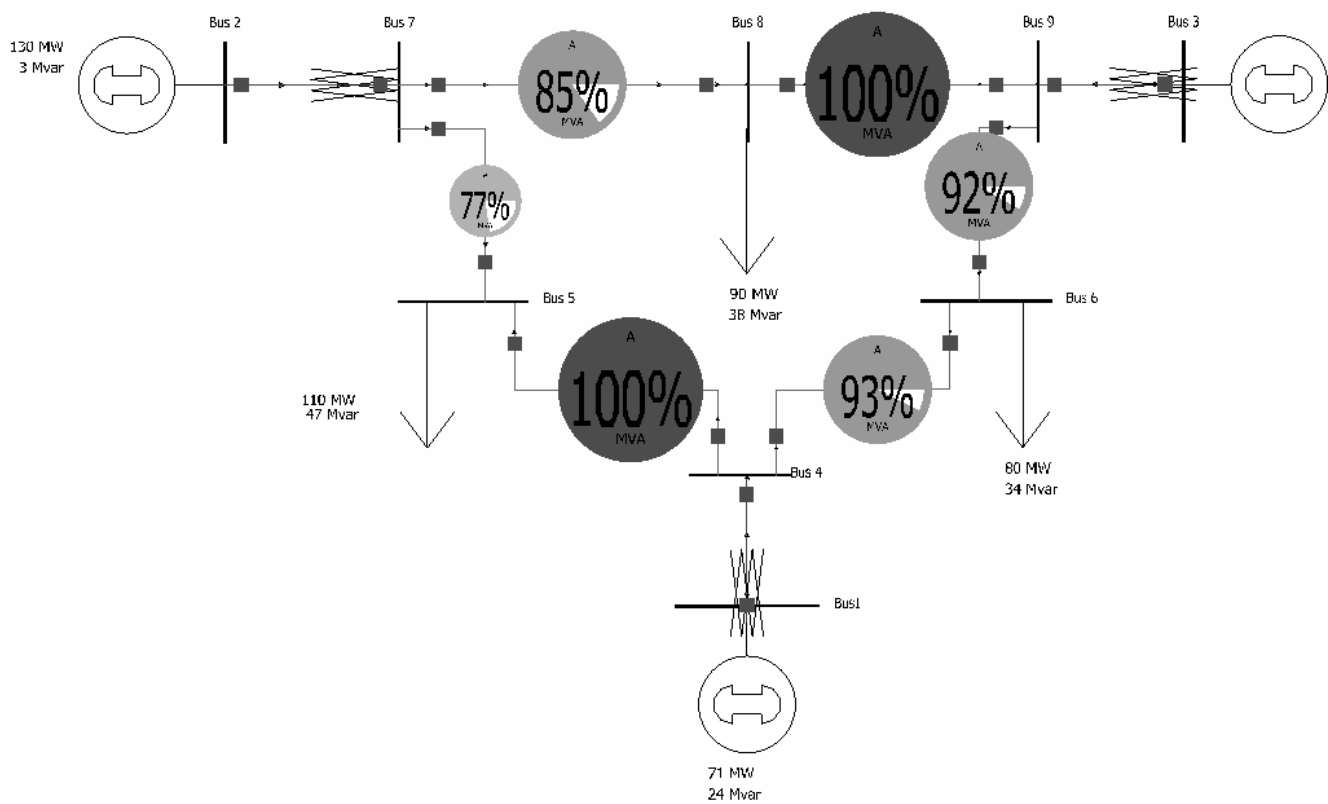 Bus 2
Bus 7
Bus 8
Bus 9
Bus 3
130 MW
3 Mvar
A
85%
MVA
A
100%
MVA
A
92%
MVA
77%
MVA
Bus 5
90 MW
38 Mvar
Bus 6
A
100%
MVA
A
93%
MVA
110 MW
47 Mvar
Bus 4
80 MW
34 Mvar
Bus1
71 MW
24 Mvar